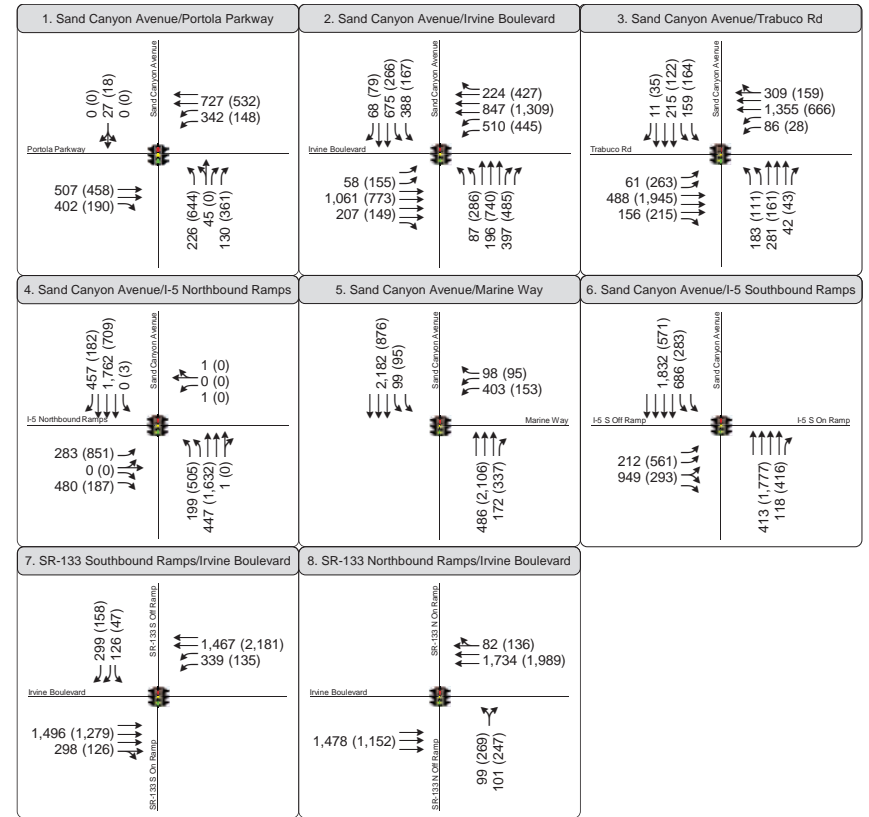 1. Sand Canyon Avenue/Portola Parkway
0 (0)
27 (18)
0 (0)
Sand Canyon Avenue
727 (532)
342 (148)
Portola Parkway
507 (458)
402 (190)
226 (644)
45 (0)
130 (361)
2. Sand Canyon Avenue/Irvine Boulevard
68 (79)
675 (266)
388 (167)
Sand Canyon Avenue
224 (427)
847 (1,309)
510 (445)
Irvine Boulevard
58 (155)
1,061 (773)
207 (149)
87 (286)
196 (740)
397 (485)
3. Sand Canyon Avenue/Trabuco Rd
11 (35)
215 (122)
159 (164)
Sand Canyon Avenue
309 (159)
1,355 (666)
86 (28)
Trabuco Rd
61 (263)
488 (1,945)
156 (215)
183 (111)
281 (161)
42 (43)
4. Sand Canyon Avenue/I-5 Northbound Ramps
457 (182)
1,762 (709)
0 (3)
Sand Canyon Avenue
1 (0)
0 (0)
1 (0)
I-5 Northbound Ramps
283 (851)
0 (0)
480 (187)
199 (505)
447 (1,632)
1 (0)
5. Sand Canyon Avenue/Marine Way
2,182 (876)
99 (95)
Sand Canyon Avenue
98 (95)
403 (153)
Marine Way
486 (2,106)
172 (337)
6. Sand Canyon Avenue/I-5 Southbound Ramps
1,832 (571)
686 (283)
Sand Canyon Avenue
I-5 S Off Ramp
I-5 S On Ramp
212 (561)
949 (293)
413 (1,777)
118 (416)
7. SR-133 Southbound Ramps/Irvine Boulevard
299 (158)
126 (47)
SR-133 S Off Ramp
1,467 (2,181)
339 (135)
Irvine Boulevard
1,496 (1,279)
298 (126)
SR-133 S On Ramp
8. SR-133 Northbound Ramps/Irvine Boulevard
SR-133 N On Ramp
82 (136)
1,734 (1,989)
Irvine Boulevard
1,478 (1,152)
SR-133 N Off Ramp
99 (269)
101 (247)